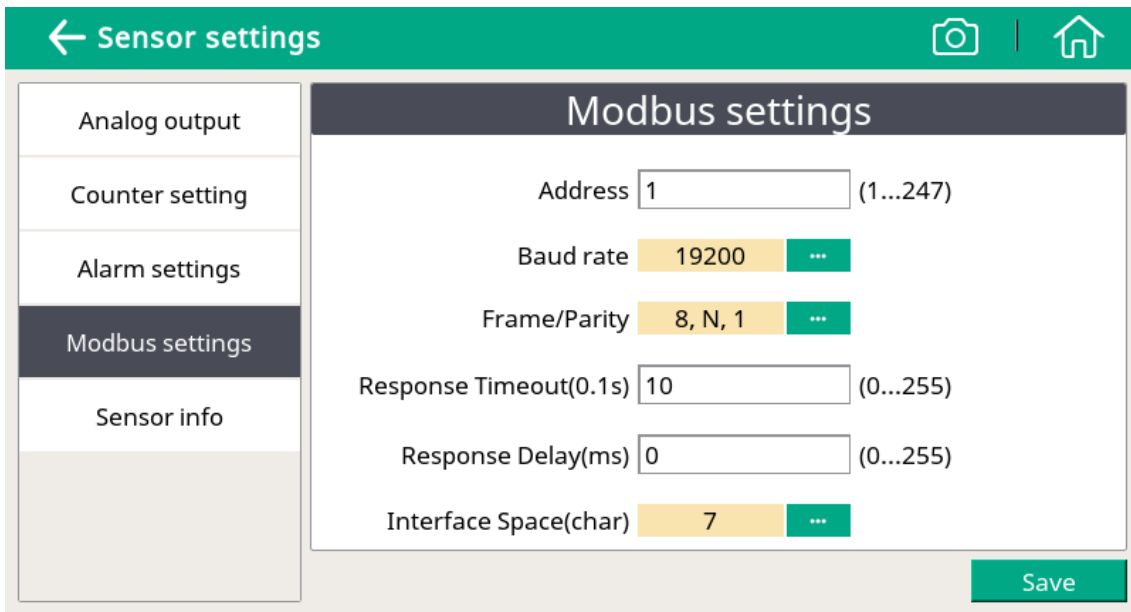 Sensor settings
Analog output
Counter setting
Alarm settings
Modbus settings
Sensor info
Modbus settings
Address 1 (1...247)
Baud rate 19200 ...
Frame/Parity 8, N, 1 ...
Response Timeout(0.1s) 10 (0...255)
Response Delay(ms) 0 (0...255)
Interface Space(char) 7 ...
Save